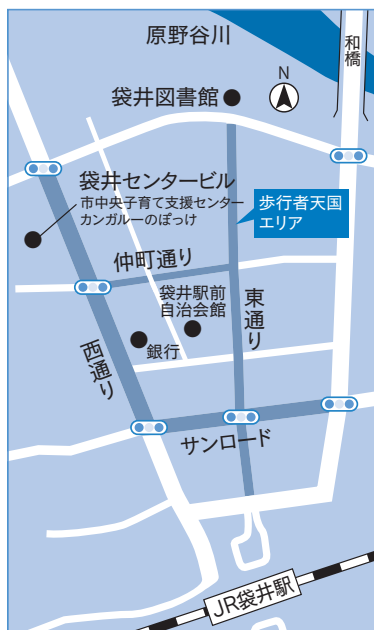 原野谷川
和橋
袋井図書館
N
袋井センタービル
市中央子育て支援センター
カンガルーのぽっけ
歩行者天国
エリア
仲町通り
袋井駅前
自治会館
東通り
銀行
西通り
サンロード
JR袋井駅